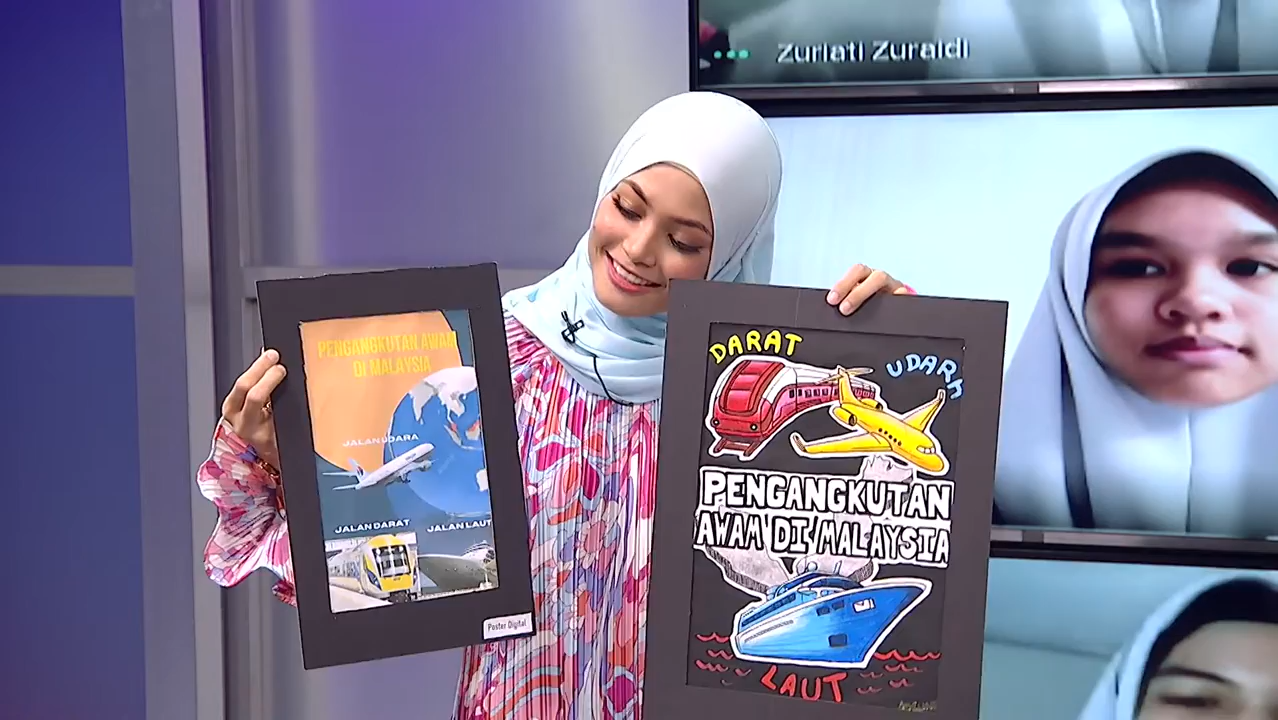 Zuriati Zuraidi
PENGANGKUTAN AWAM
DI MALAYSIA
JALAN UDARA
JALAN DARAT
JALAN LAUT
Poster Digital
DARAT
UDARA
PENGANGKUTAN
AWAM DI MALAYSIA
LAUT